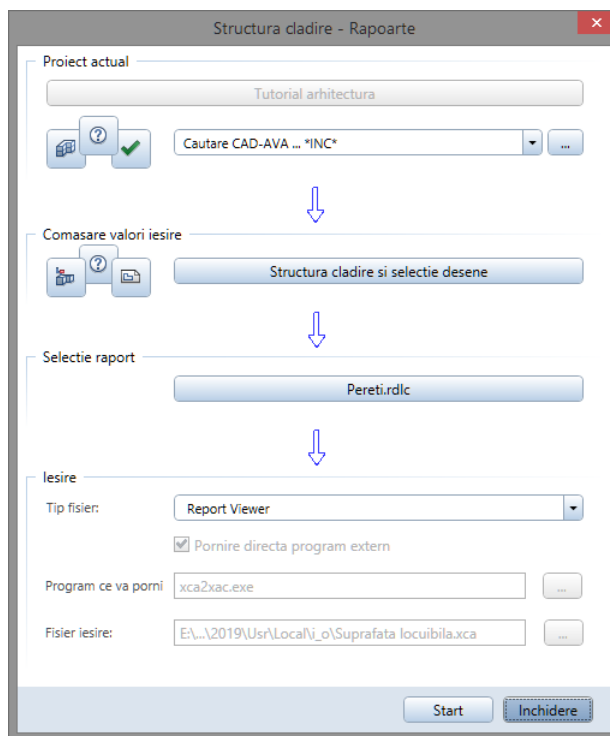 Structura cladire - Rapoarte
Proiect actual
Tutorial arhitectura
Cautare CAD-AVA ... *INC*
...
Comasare valori iesire
Structura cladire si selectie desene
Selectie raport
Pereti.rdlc
Iesire
Tip fisier:
Report Viewer
Pornire directa program extern
Program ce va porni
xca2xac.exe
...
Fisier iesire:
E:\...\2019\Usr\Local\i_o\Suprafata locuibila.xca
...
Start
Inchidere